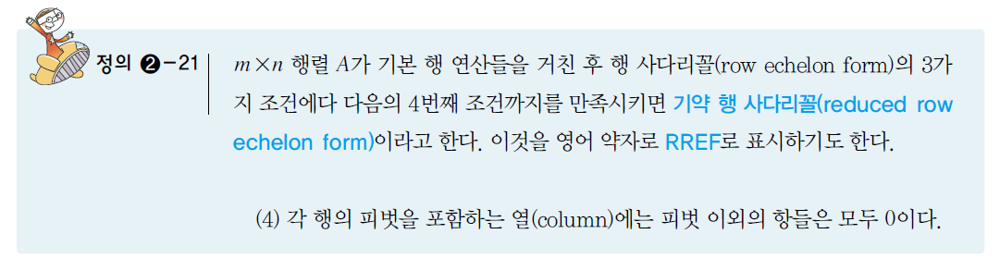 정의 ❷-21
m×n 행렬 A가 기본 행 연산들을 거친 후 행 사다리꼴(row echelon form)의 3가
지 조건에다 다음의 4번째 조건까지를 만족시키면 기약 행 사다리꼴(reduced row
echelon form)이라고 한다. 이것을 영어 약자로 RREF로 표시하기도 한다.
(4) 각 행의 피벗을 포함하는 열(column)에는 피벗 이외의 항들은 모두 0이다.